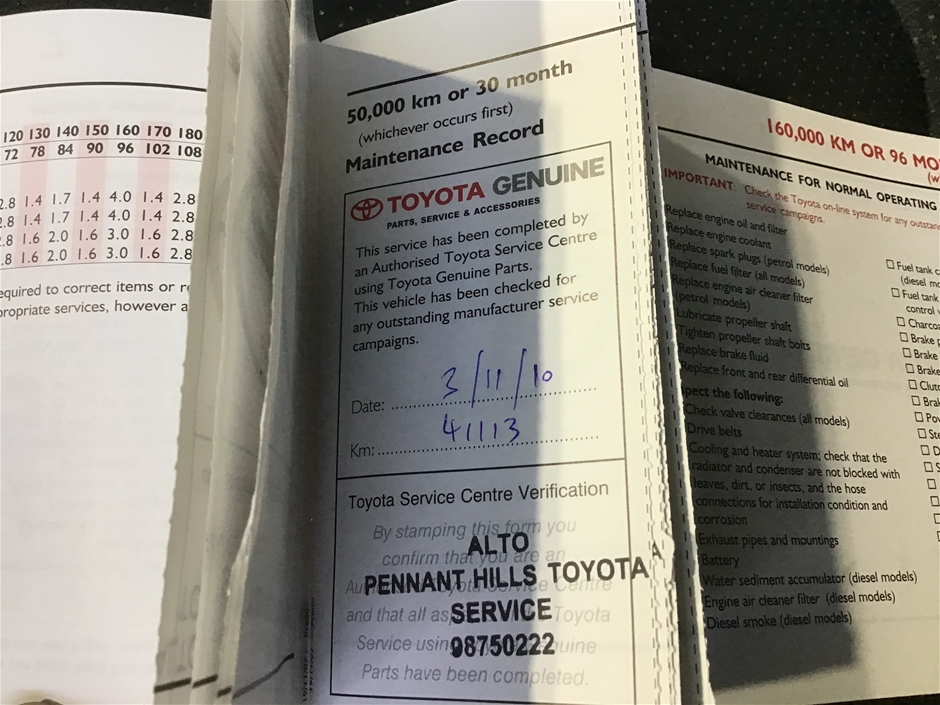 120 130 140 150 160 170 180
72 78 84 90 96 102 108
2.8 1.4 1.7 1.4 4.0 1.4 2.8
2.8 1.4 1.7 1.4 4.0 1.4 2.8
.8 1.6 2.0 1.6 3.0 1.6 2.8
.8 1.6 2.0 1.6 3.0 1.6 2.8
equired to correct items or re
propriate services, however a
50,000 km or 30 month
(whichever occurs first)
Maintenance Record
TOYOTA GENUINE
PARTS, SERVICE & ACCESSORIES
This service has been completed by
an Authorised Toyota Service Centre
using Toyota Genuine Parts.
This vehicle has been checked for
any outstanding manufacturer service
campaigns.
Date: 3/11/10
Km: 41113
Toyota Service Centre Verification
By stamping this form you
confirm that you are an
Authorised Toyota Service Centre
and that all as Toyota
Service using Genuine
Parts have been completed.
ALTO
PENNANT HILLS TOYOTA
SERVICE
98750222
160,000 KM OR 96 MO
MAINTENANCE FOR NORMAL OPERATING
IMPORTANT: Check the Toyota on-line system for any outstan
service campaigns.
Replace engine oil and filter
Replace engine coolant
Replace spark plugs (petrol models)
Replace fuel filter (all models)
Replace engine air cleaner filter
(petrol models)
Lubricate propeller shaft
Tighten propeller shaft bolts
Replace brake fluid
Replace front and rear differential oil
pect the following:
Check valve clearances (all models)
Drive belts
Cooling and heater system; check that the
radiator and condenser are not blocked with
leaves, dirt, or insects, and the hose
connections for installation condition and
corrosion
Exhaust pipes and mountings
Battery
Water sediment accumulator (diesel models)
Engine air cleaner filter (diesel models)
Diesel smoke (diesel models)
Fuel tank c
(diesel mo
Fuel tank
control v
Charcoa
Brake p
Brake
Brake
Clutc
Bra
Po
Ste
D
S